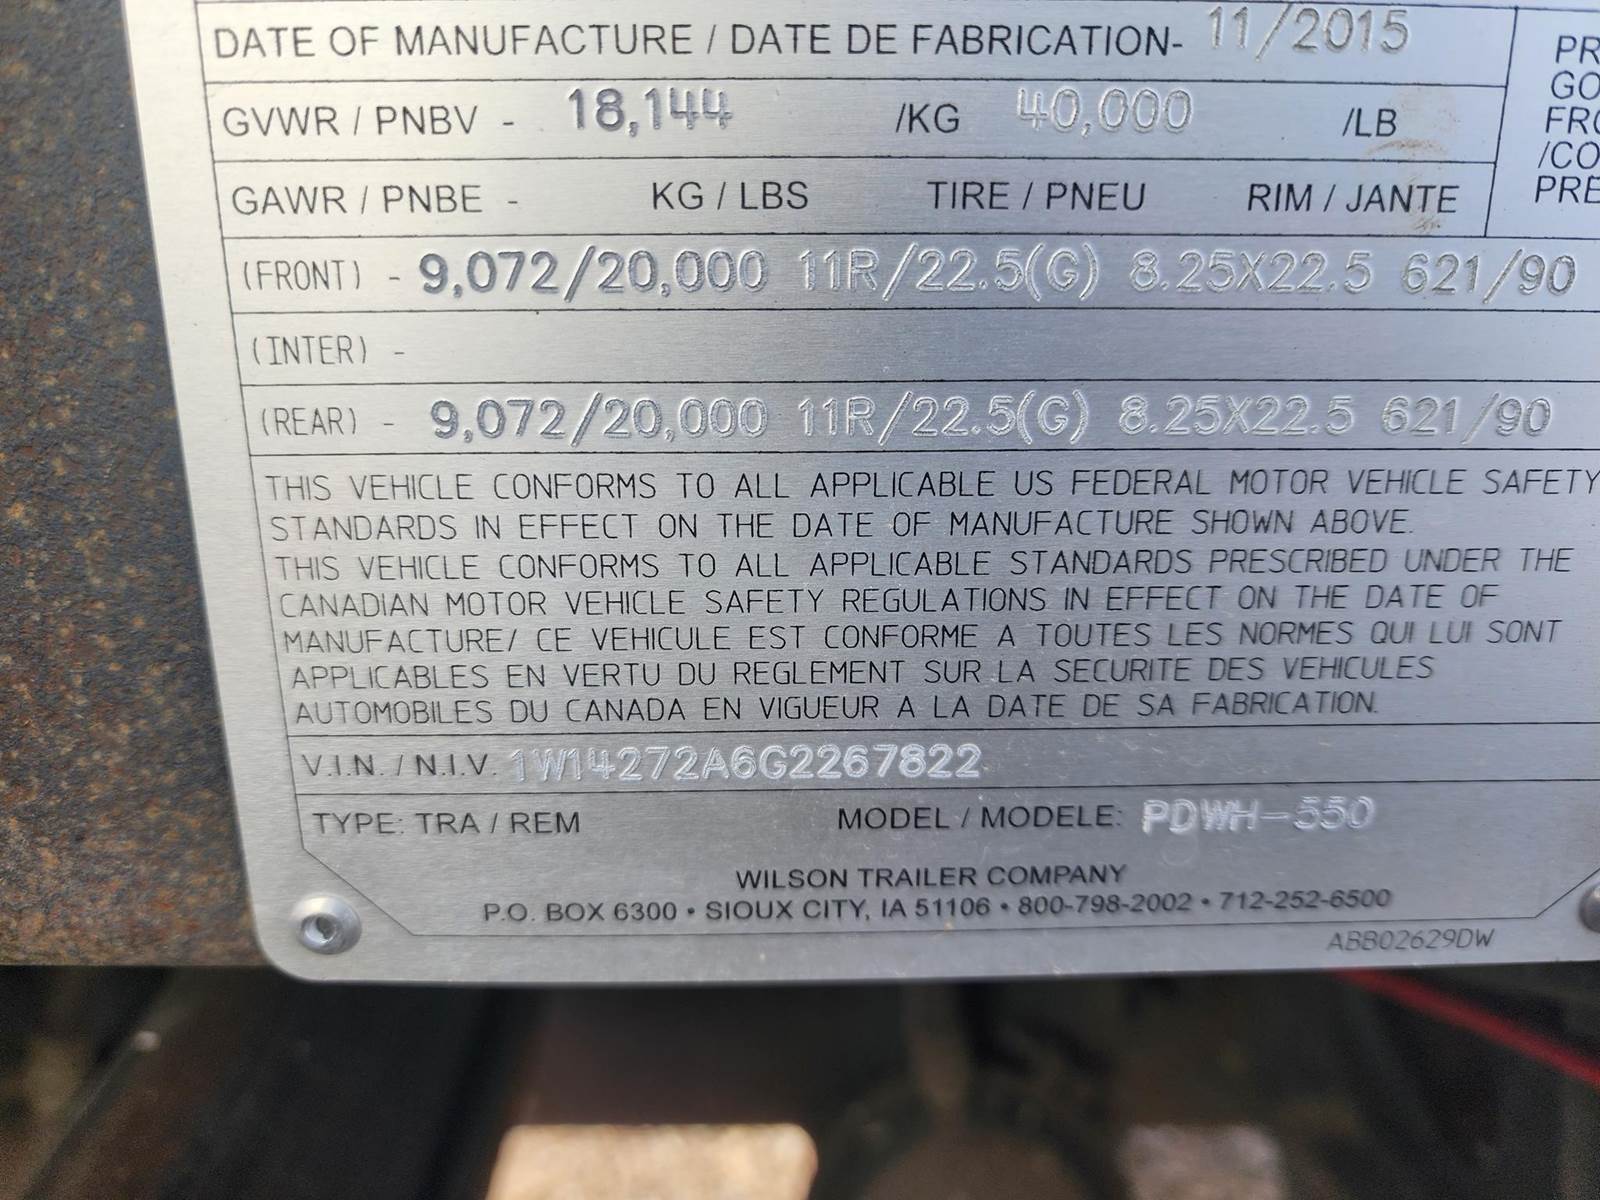 DATE OF MANUFACTURE / DATE DE FABRICATION- 11/2015
GVWR / PNBV - 18,144 /KG 40,000 /LB
GAWR / PNBE - KG / LBS TIRE / PNEU RIM / JANTE
(FRONT) - 9,072/20,000 11R/22.5(G) 8.25X22.5 621/90
(INTER) -
(REAR) - 9,072/20,000 11R/22.5(G) 8.25X22.5 621/90
THIS VEHICLE CONFORMS TO ALL APPLICABLE US FEDERAL MOTOR VEHICLE SAFETY
STANDARDS IN EFFECT ON THE DATE OF MANUFACTURE SHOWN ABOVE.
THIS VEHICLE CONFORMS TO ALL APPLICABLE STANDARDS PRESCRIBED UNDER THE
CANADIAN MOTOR VEHICLE SAFETY REGULATIONS IN EFFECT ON THE DATE OF
MANUFACTURE/ CE VEHICULE EST CONFORME A TOUTES LES NORMES QUI LUI SONT
APPLICABLES EN VERTU DU REGLEMENT SUR LA SECURITE DES VEHICULES
AUTOMOBILES DU CANADA EN VIGUEUR A LA DATE DE SA FABRICATION.
V.I.N. / N.I.V. 1W14272A6G2267822
TYPE: TRA / REM MODEL / MODELE: PDWH-550
WILSON TRAILER COMPANY
P.O. BOX 6300 • SIOUX CITY, IA 51106 • 800-798-2002 • 712-252-6500
ABB02629DW